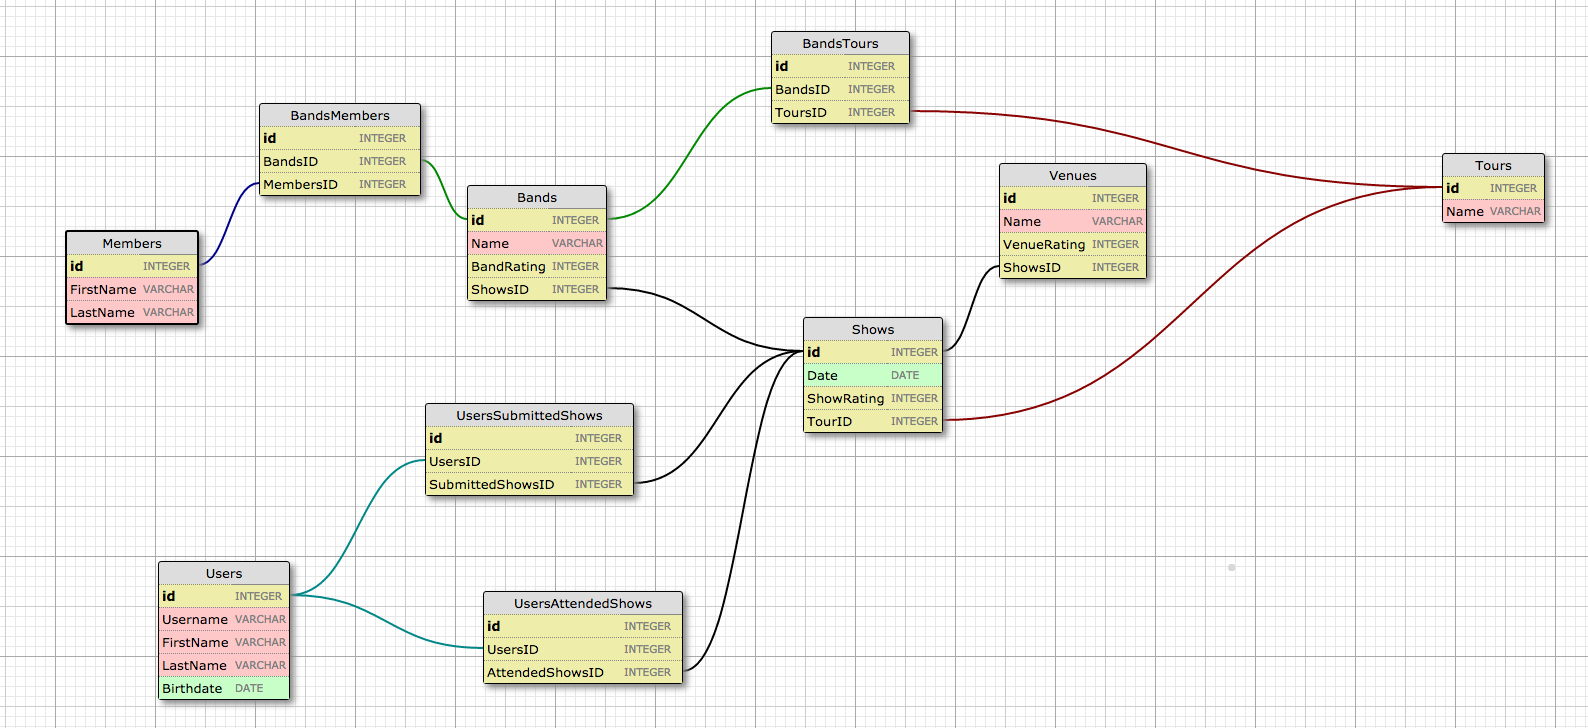 BandsTours
id INTEGER
BandsID INTEGER
ToursID INTEGER
BandsMembers
id INTEGER
BandsID INTEGER
MembersID INTEGER
Tours
id INTEGER
Name VARCHAR
Venues
id INTEGER
Name VARCHAR
VenueRating INTEGER
ShowsID INTEGER
Bands
id INTEGER
Name VARCHAR
BandRating INTEGER
ShowsID INTEGER
Members
id INTEGER
FirstName VARCHAR
LastName VARCHAR
Shows
id INTEGER
Date DATE
ShowRating INTEGER
TourID INTEGER
UsersSubmittedShows
id INTEGER
UsersID INTEGER
SubmittedShowsID INTEGER
Users
id INTEGER
Username VARCHAR
FirstName VARCHAR
LastName VARCHAR
Birthdate DATE
UsersAttendedShows
id INTEGER
UsersID INTEGER
AttendedShowsID INTEGER